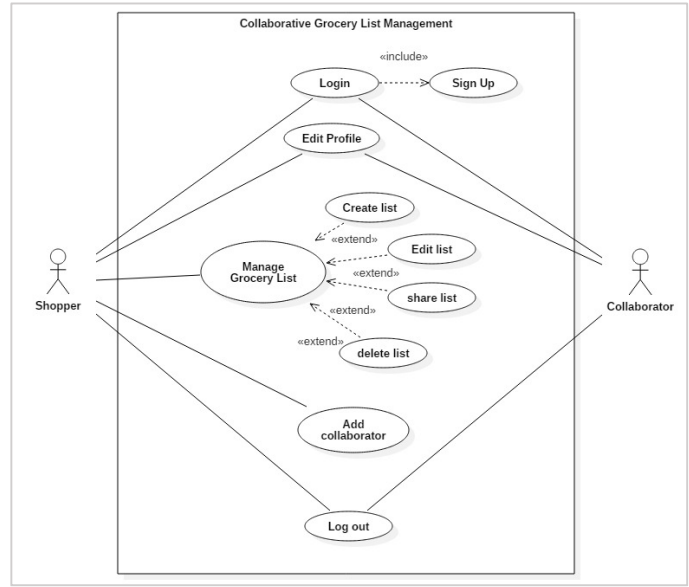 Collaborative Grocery List Management
«include»
Login
Sign Up
Edit Profile
Create list
«extend»
Edit list
Manage
Grocery List
«extend»
share list
«extend»
«extend»
delete list
Shopper
Collaborator
Add
collaborator
Log out